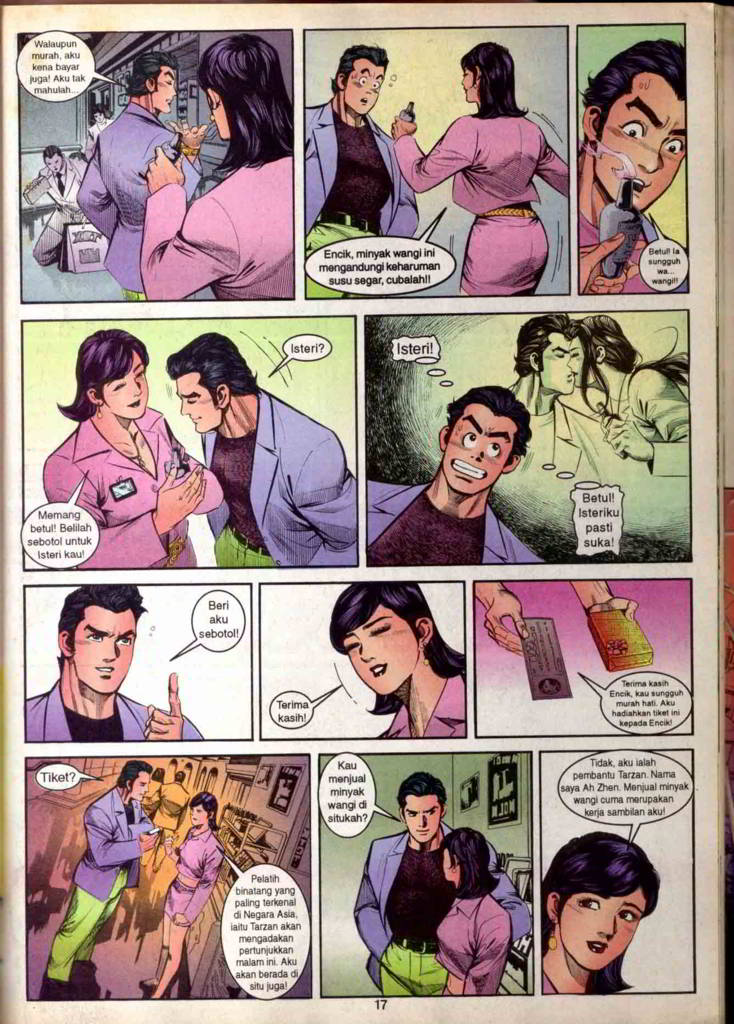 Walaupun
murah, aku
kena bayar
juga! Aku tak
mahulah...
Encik, minyak wangi ini
mengandungi keharuman
susu segar, cubalah!!
Betul! Ia
sungguh
wa...
wangi!!
Isteri?
Memang
betul! Belilah
sebotol untuk
Isteri kau!
Isteri!
Betul!
Isteriku
pasti
suka!
Beri
aku
sebotol!
Terima
kasih!
Terima kasih
Encik, kau sungguh
murah hati. Aku
hadiahkan tiket ini
kepada Encik!
Tiket?
Pelatih
binatang yang
paling terkenal
di Negara Asia,
iaitu Tarzan akan
mengadakan
pertunjukkan
malam ini. Aku
akan berada di
situ juga!
Kau
menjual
minyak
wangi di
situkah?
Tidak, aku ialah
pembantu Tarzan. Nama
saya Ah Zhen. Menjual minyak
wangi cuma merupakan
kerja sambilan aku!
17